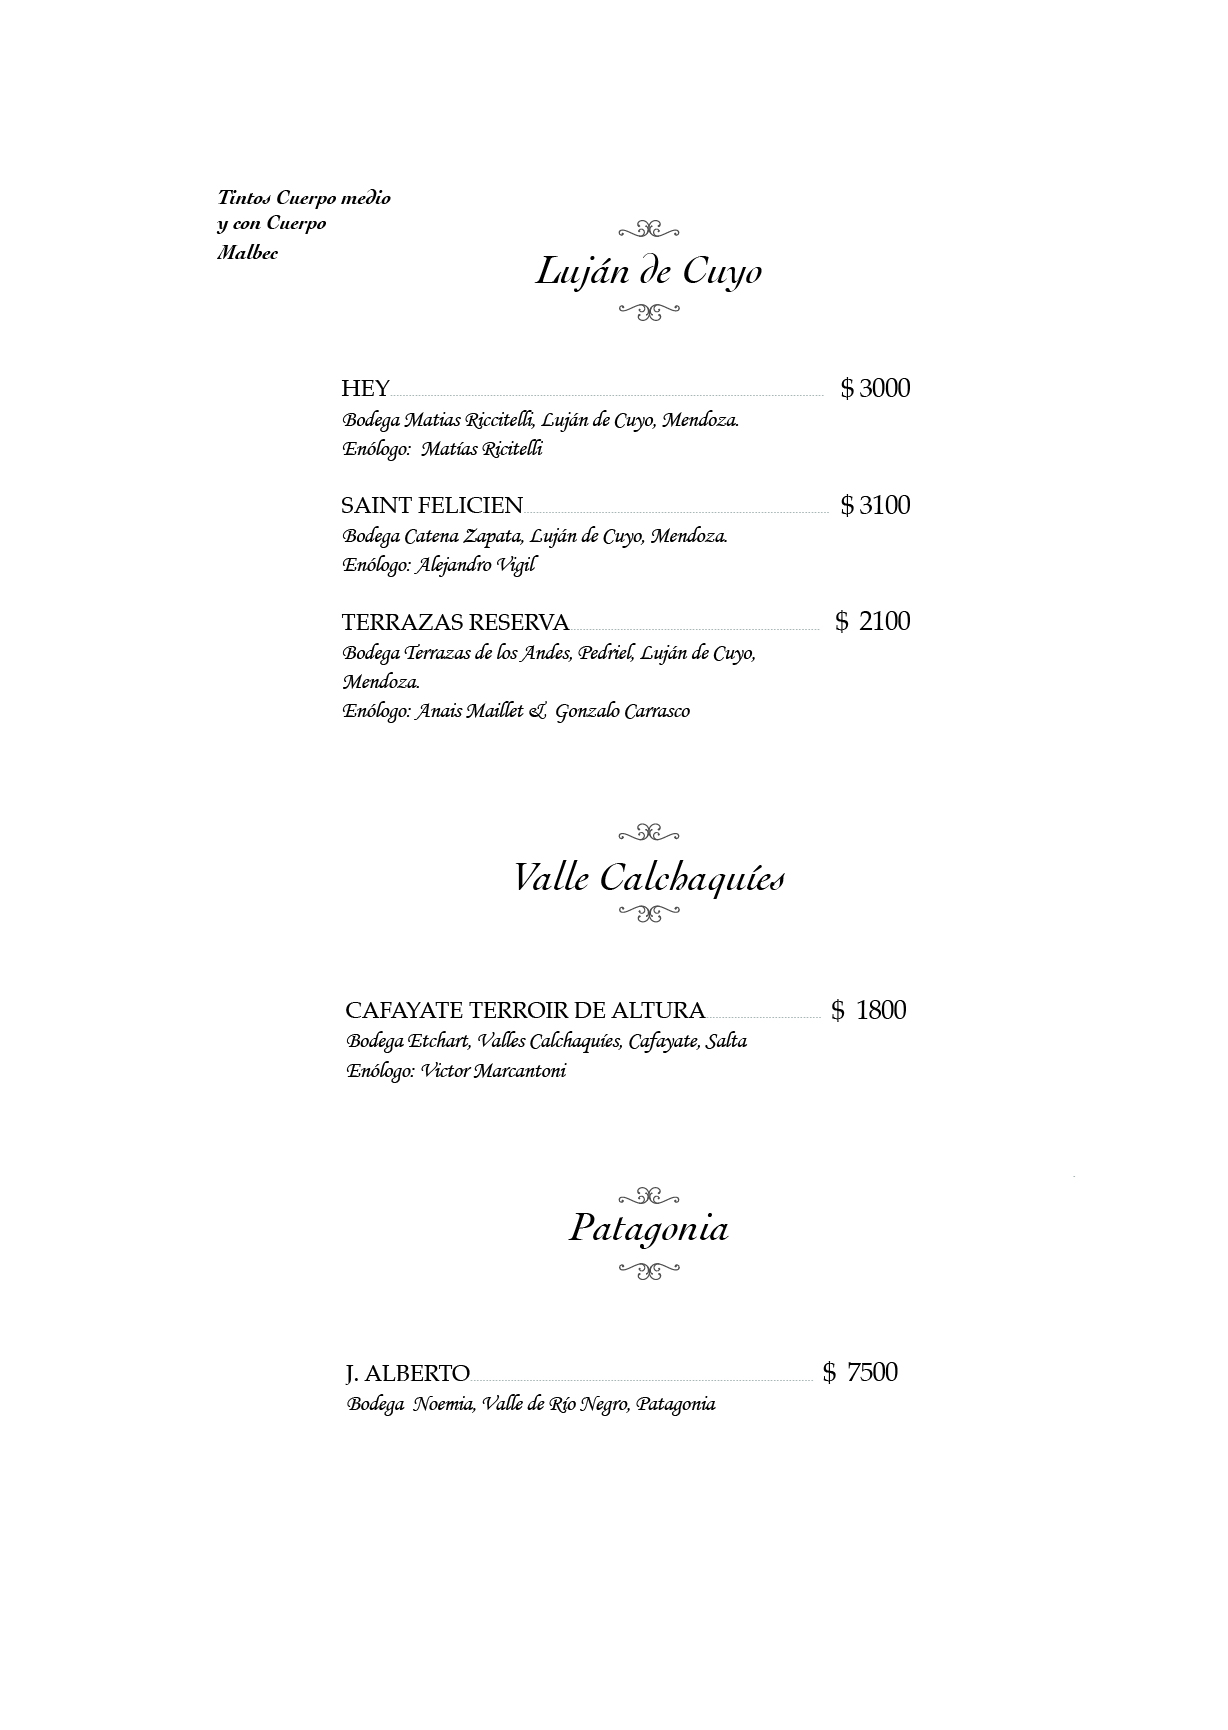 Tintos Cuerpo medio
y con Cuerpo
Malbec
Luján de Cuyo
HEY $ 3000
Bodega Matias Riccitelli, Luján de Cuyo, Mendoza.
Enólogo: Matías Ricitelli
SAINT FELICIEN $ 3100
Bodega Catena Zapata, Luján de Cuyo, Mendoza.
Enólogo: Alejandro Vigil
TERRAZAS RESERVA $ 2100
Bodega Terrazas de los Andes, Pedriel, Luján de Cuyo,
Mendoza.
Enólogo: Anais Maillet & Gonzalo Carrasco
Valle Calchaquíes
CAFAYATE TERROIR DE ALTURA $ 1800
Bodega Etchart, Valles Calchaquíes, Cafayate, Salta
Enólogo: Victor Marcantoni
Patagonia
J. ALBERTO $ 7500
Bodega Noemia, Valle de Río Negro, Patagonia